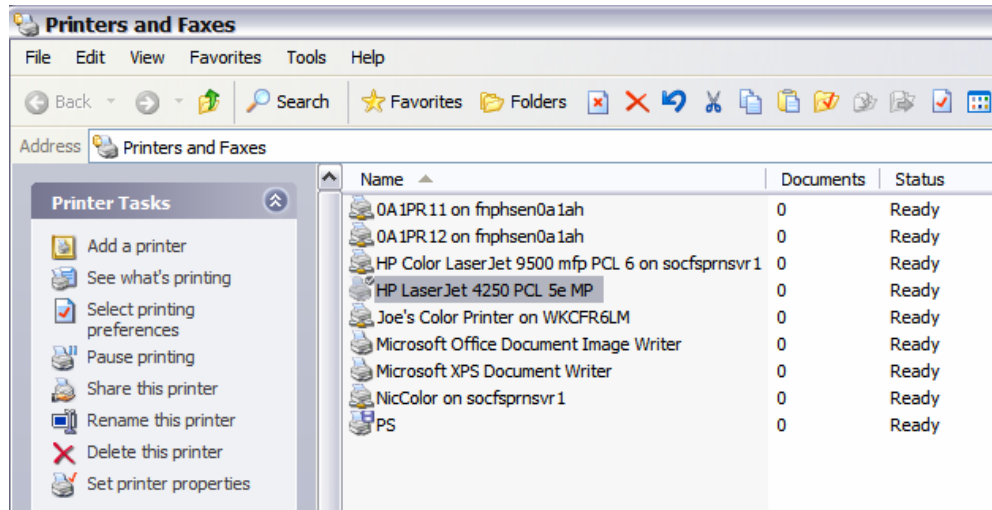 Printers and Faxes
File Edit View Favorites Tools Help
Back Search Favorites Folders
Address Printers and Faxes
Printer Tasks
Add a printer
See what's printing
Select printing
preferences
Pause printing
Share this printer
Rename this printer
Delete this printer
Set printer properties
Name Documents Status
0A1PR11 on fnphsen0a1ah 0 Ready
0A1PR12 on fnphsen0a1ah 0 Ready
HP Color LaserJet 9500 mfp PCL 6 on socfsprnsvr1 0 Ready
HP LaserJet 4250 PCL 5e MP 0 Ready
Joe's Color Printer on WKCFR6LM 0 Ready
Microsoft Office Document Image Writer 0 Ready
Microsoft XPS Document Writer 0 Ready
NicColor on socfsprnsvr1 0 Ready
PS 0 Ready